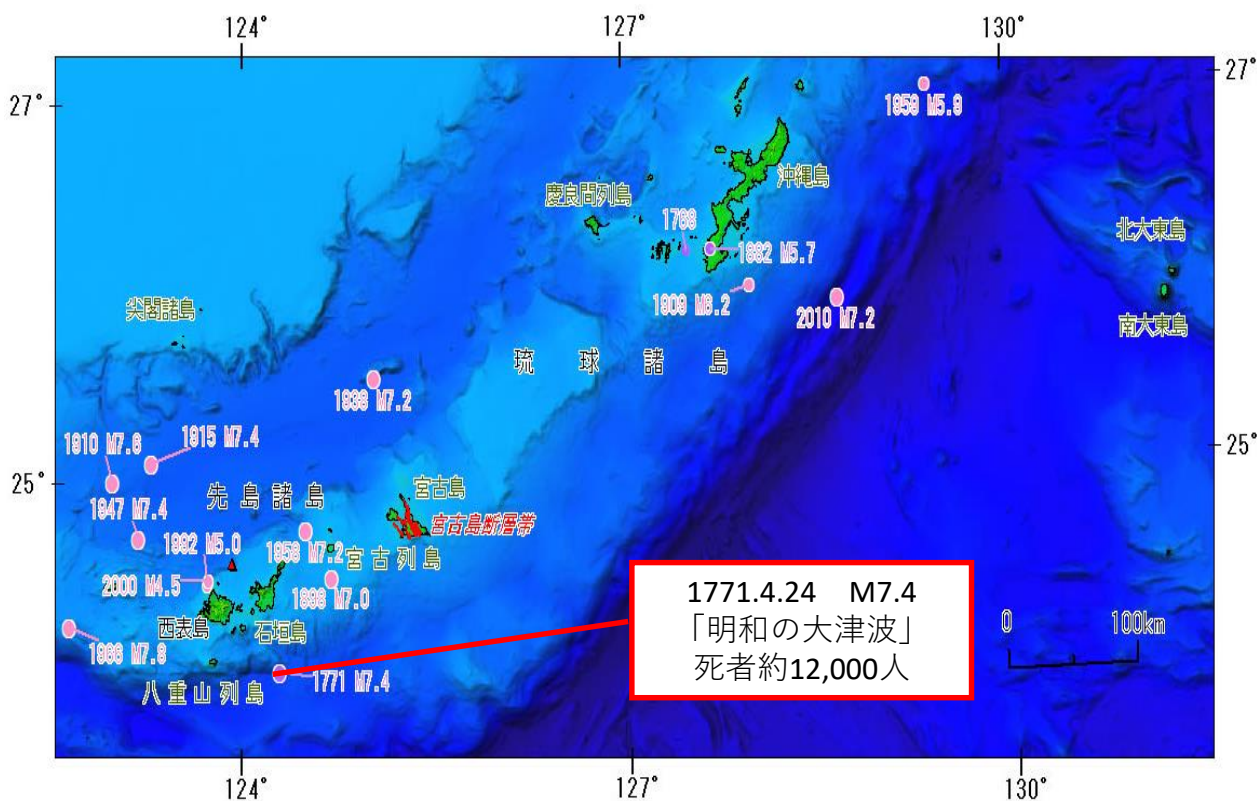 124°
127°
130°
27°
27°
1959 M5.9
沖縄島
慶良間列島
1768
1882 M5.7
北大東島
1909 M6.2
2010 M7.2
南大東島
尖閣諸島
琉球諸島
1938 M7.2
1910 M7.6
1915 M7.4
25°
25°
先島諸島
宮古島
1947 M7.4
宮古島断層帯
1992 M5.0
1958 M7.2
宮古列島
2000 M4.5
1898 M7.0
西表島
石垣島
1966 M7.8
1771 M7.4
八重山列島
1771.4.24 M7.4
「明和の大津波」
死者約12,000人
0
100km
124°
127°
130°